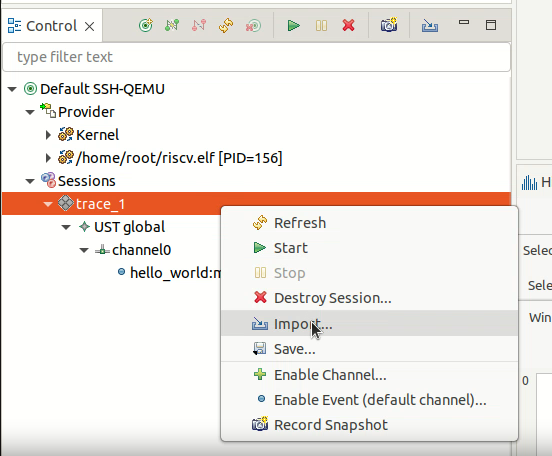 Control
type filter text
Default SSH-QEMU
Provider
Kernel
/home/root/riscv.elf [PID=156]
Sessions
trace_1
UST global
channel0
hello_world:m
Refresh
Start
Stop
Destroy Session...
Import...
Save...
Enable Channel...
Enable Event (default channel)...
Record Snapshot
H
Selec
Sele
Win
0